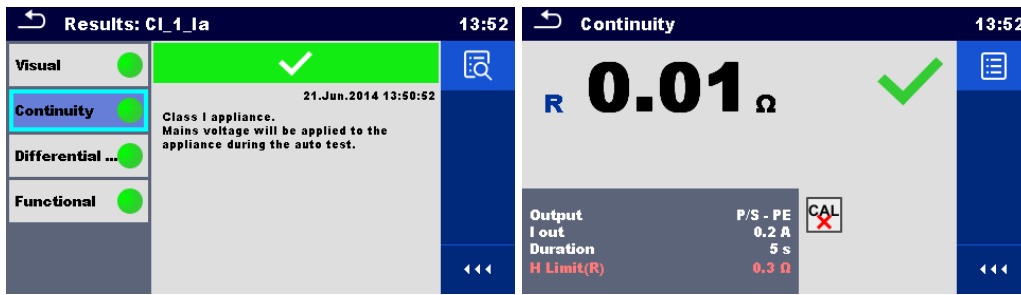 Results: Cl_1_Ia
13:52
Visual
Continuity
Differential ...
Functional
21.Jun.2014 13:50:52
Class I appliance.
Mains voltage will be applied to the
appliance during the auto test.
Continuity
13:52
R 0.01 Ω
Output P/S - PE
I out 0.2 A
Duration 5 s
H Limit(R) 0.3 Ω
CAL